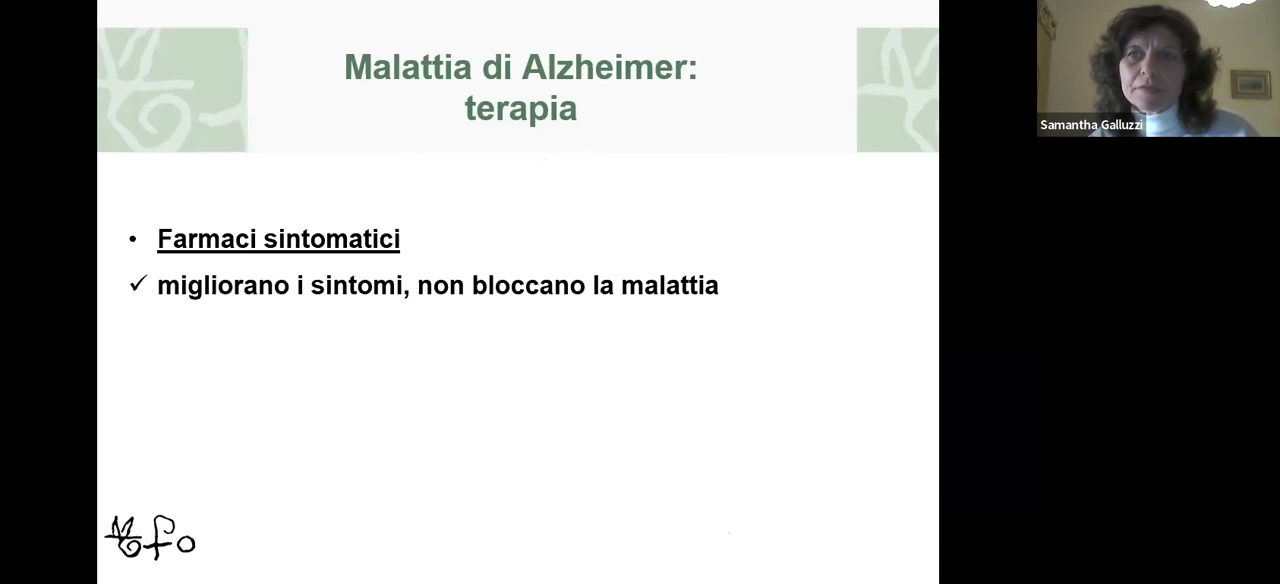 Malattia di Alzheimer:
terapia
Samantha Galluzzi
• Farmaci sintomatici
✓ migliorano i sintomi, non bloccano la malattia